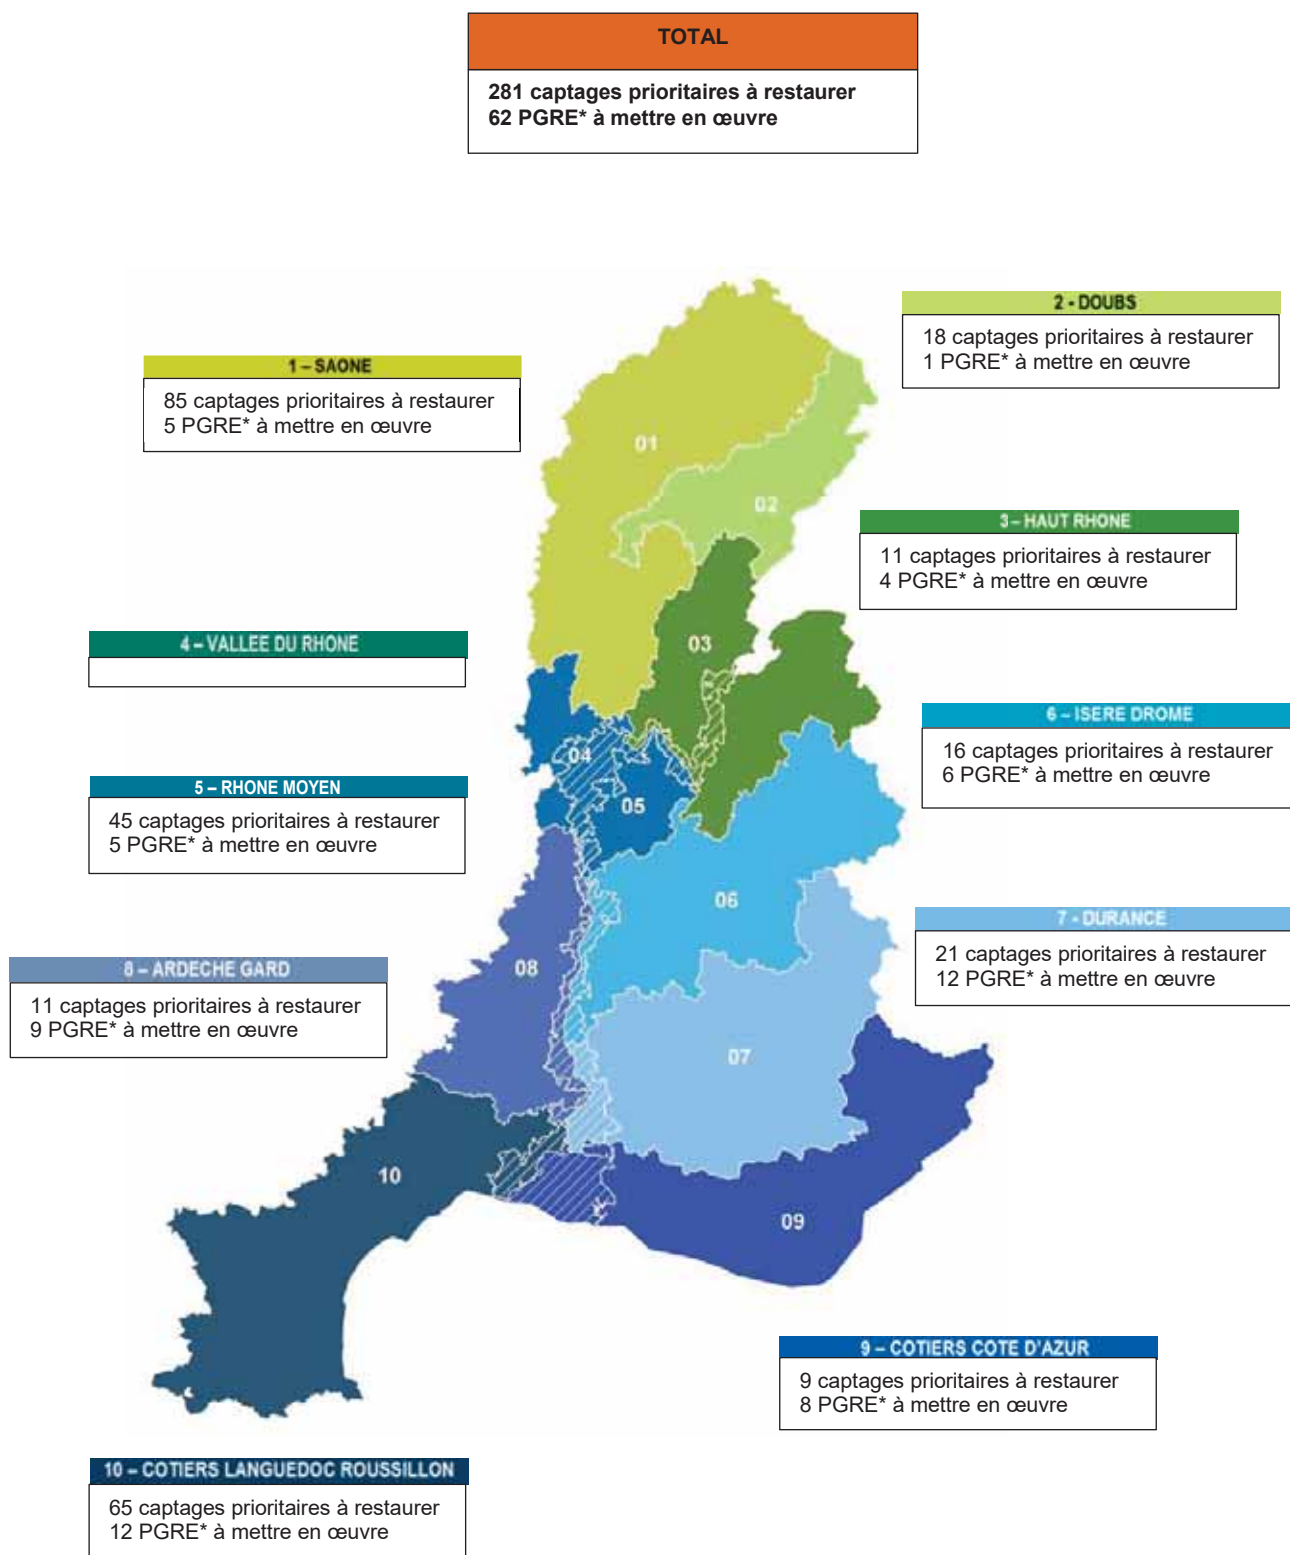 TOTAL
281 captages prioritaires à restaurer
62 PGRE* à mettre en œuvre
2 - DOUBS
18 captages prioritaires à restaurer
1 PGRE* à mettre en œuvre
1 – SAONE
85 captages prioritaires à restaurer
5 PGRE* à mettre en œuvre
01
02
3 – HAUT RHONE
11 captages prioritaires à restaurer
4 PGRE* à mettre en œuvre
4 – VALLEE DU RHONE
03
6 – ISERE DROME
16 captages prioritaires à restaurer
6 PGRE* à mettre en œuvre
04
5 – RHONE MOYEN
45 captages prioritaires à restaurer
5 PGRE* à mettre en œuvre
05
06
7 - DURANCE
21 captages prioritaires à restaurer
12 PGRE* à mettre en œuvre
8 – ARDECHE GARD
11 captages prioritaires à restaurer
9 PGRE* à mettre en œuvre
08
07
10
09
9 – COTIERS COTE D'AZUR
9 captages prioritaires à restaurer
8 PGRE* à mettre en œuvre
10 – COTIERS LANGUEDOC ROUSSILLON
65 captages prioritaires à restaurer
12 PGRE* à mettre en œuvre